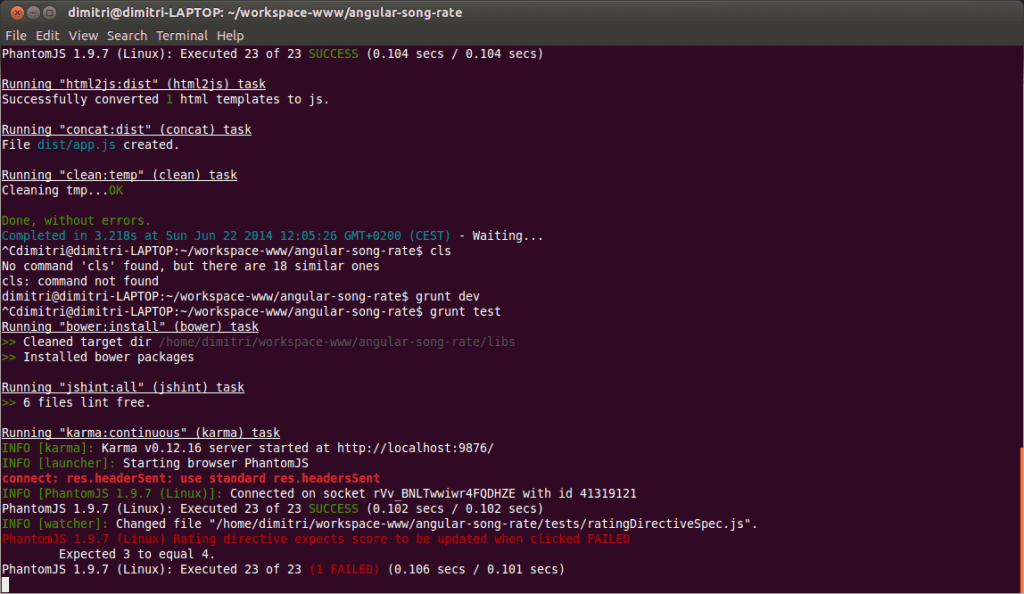 dimitri@dimitri-LAPTOP: ~/workspace-www/angular-song-rate
File Edit View Search Terminal Help
PhantomJS 1.9.7 (Linux): Executed 23 of 23 SUCCESS (0.104 secs / 0.104 secs)
Running "html2js:dist" (html2js) task
Successfully converted 1 html templates to js.
Running "concat:dist" (concat) task
File dist/app.js created.
Running "clean:temp" (clean) task
Cleaning tmp...OK
Done, without errors.
Completed in 3.218s at Sun Jun 22 2014 12:05:26 GMT+0200 (CEST) - Waiting...
^Cdimitri@dimitri-LAPTOP:~/workspace-www/angular-song-rate$ cls
No command 'cls' found, but there are 18 similar ones
cls: command not found
dimitri@dimitri-LAPTOP:~/workspace-www/angular-song-rate$ grunt dev
^Cdimitri@dimitri-LAPTOP:~/workspace-www/angular-song-rate$ grunt test
Running "bower:install" (bower) task
>> Cleaned target dir /home/dimitri/workspace-www/angular-song-rate/libs
>> Installed bower packages
Running "jshint:all" (jshint) task
>> 6 files lint free.
Running "karma:continuous" (karma) task
INFO [karma]: Karma v0.12.16 server started at http://localhost:9876/
INFO [launcher]: Starting browser PhantomJS
connect: res.headerSent: use standard res.headersSent
INFO [PhantomJS 1.9.7 (Linux)]: Connected on socket rVv_BNLTwwiwr4FQDHZE with id 41319121
PhantomJS 1.9.7 (Linux): Executed 23 of 23 SUCCESS (0.102 secs / 0.102 secs)
INFO [watcher]: Changed file "/home/dimitri/workspace-www/angular-song-rate/tests/ratingDirectiveSpec.js".
PhantomJS 1.9.7 (Linux) Rating directive expects score to be updated when clicked FAILED
Expected 3 to equal 4.
PhantomJS 1.9.7 (Linux): Executed 23 of 23 (1 FAILED) (0.106 secs / 0.101 secs)